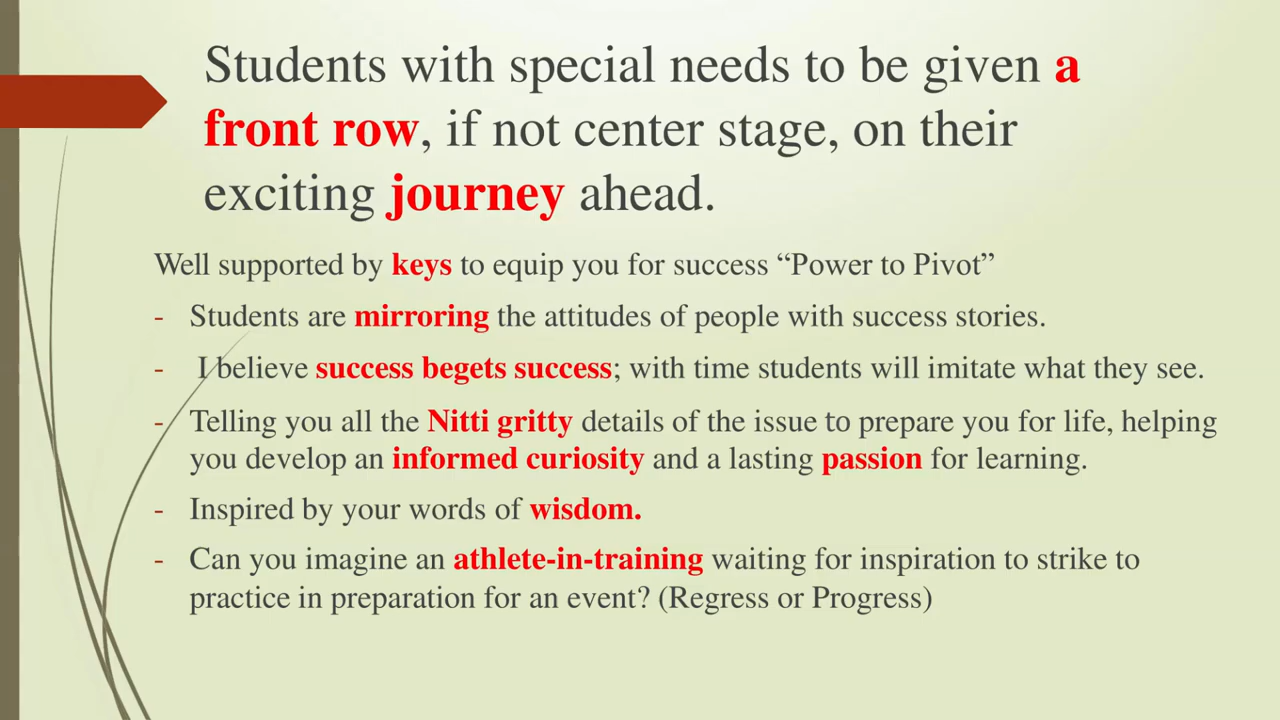 Students with special needs to be given a
front row, if not center stage, on their
exciting journey ahead.
Well supported by keys to equip you for success “Power to Pivot”
- Students are mirroring the attitudes of people with success stories.
- I believe success begets success; with time students will imitate what they see.
- Telling you all the Nitti gritty details of the issue to prepare you for life, helping
you develop an informed curiosity and a lasting passion for learning.
- Inspired by your words of wisdom.
- Can you imagine an athlete-in-training waiting for inspiration to strike to
practice in preparation for an event? (Regress or Progress)